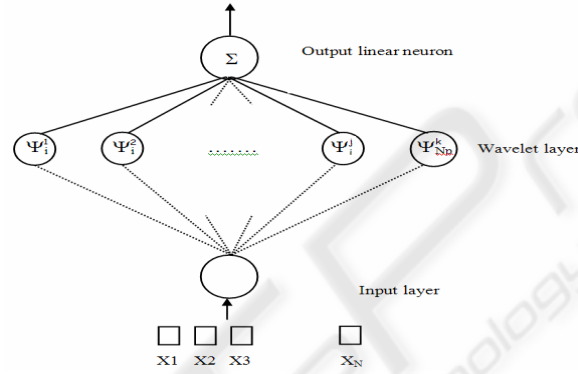 Output linear neuron
Σ
Ψ¹ᵢ Ψ²ᵢ ....... Ψʲᵢ Ψᵏ_Np Wavelet layer
Input layer
X1 X2 X3 X_N